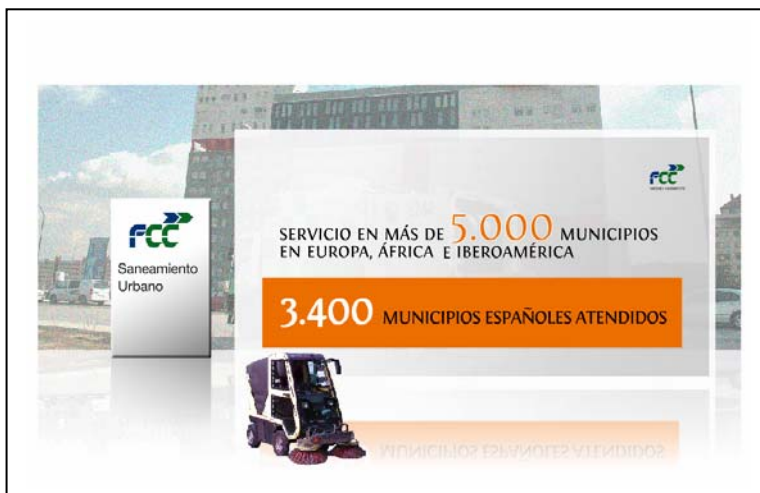 FCC
Saneamiento
Urbano
FCC
SERVICIO EN MÁS DE 5.000 MUNICIPIOS
EN EUROPA, ÁFRICA E IBEROAMÉRICA
3.400 MUNICIPIOS ESPAÑOLES ATENDIDOS